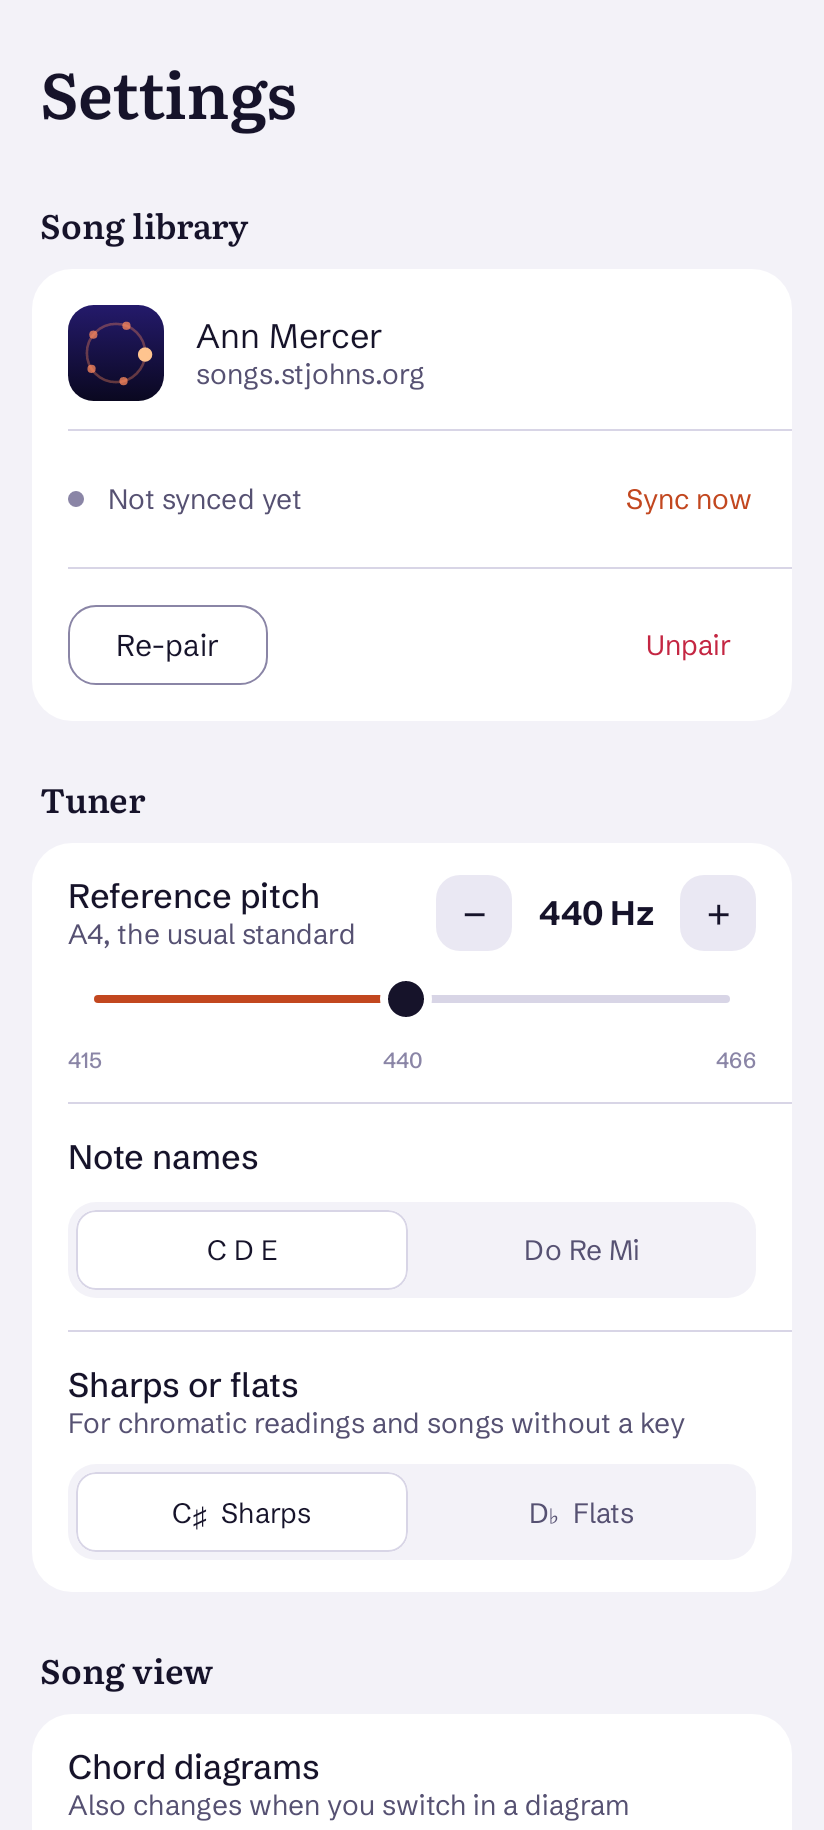 Settings
Song library
Ann Mercer
songs.stjohns.org
Not synced yet
Sync now
Re-pair
Unpair
Tuner
Reference pitch
A4, the usual standard
− 440 Hz +
415 440 466
Note names
C D E
Do Re Mi
Sharps or flats
For chromatic readings and songs without a key
C♯ Sharps
D♭ Flats
Song view
Chord diagrams
Also changes when you switch in a diagram